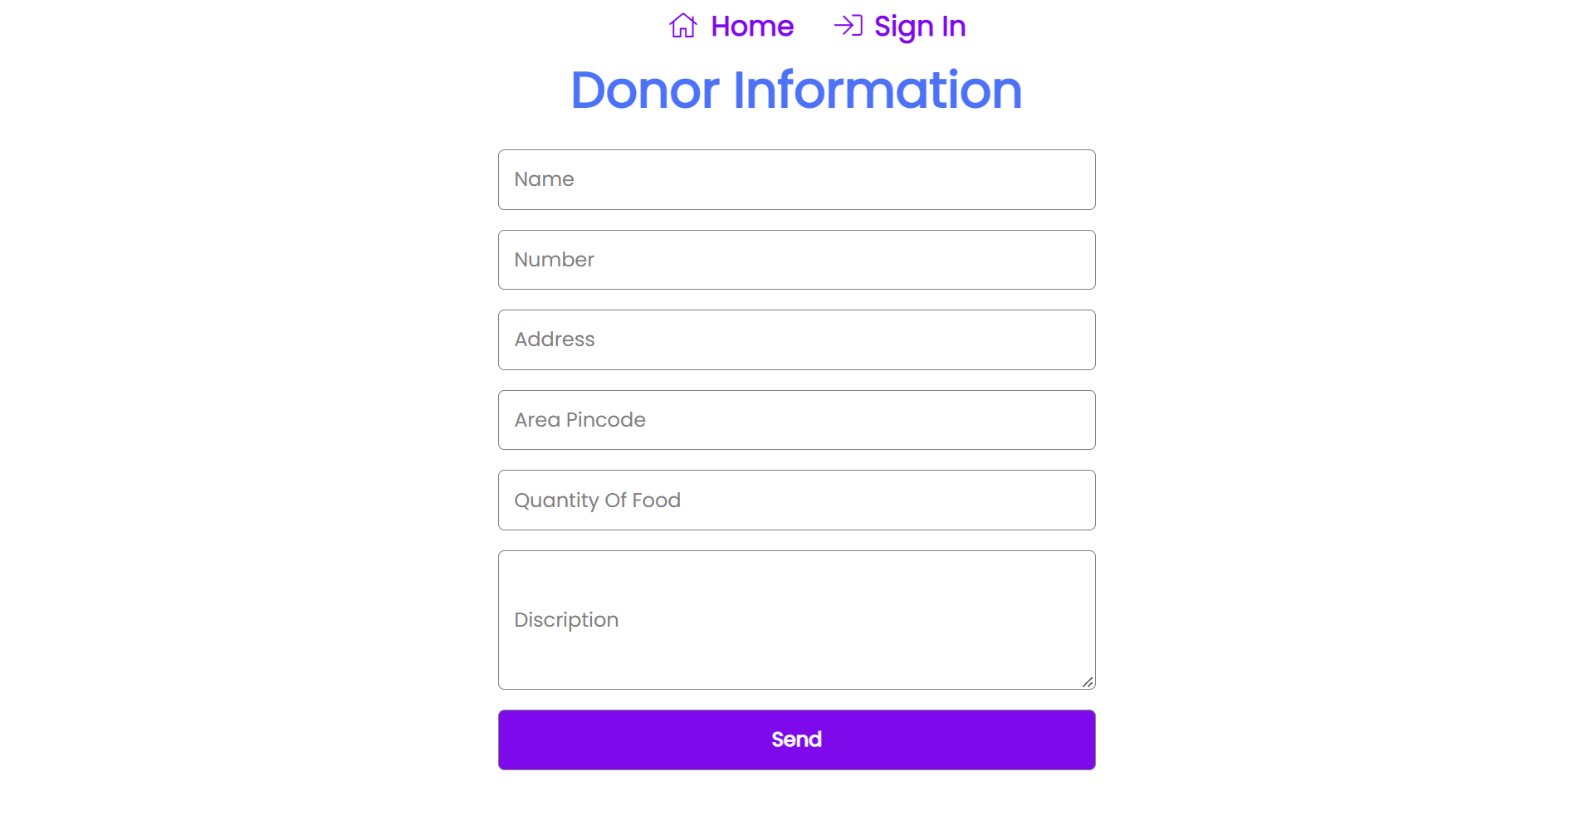 Home Sign In
Donor Information
Name
Number
Address
Area Pincode
Quantity Of Food
Discription
Send